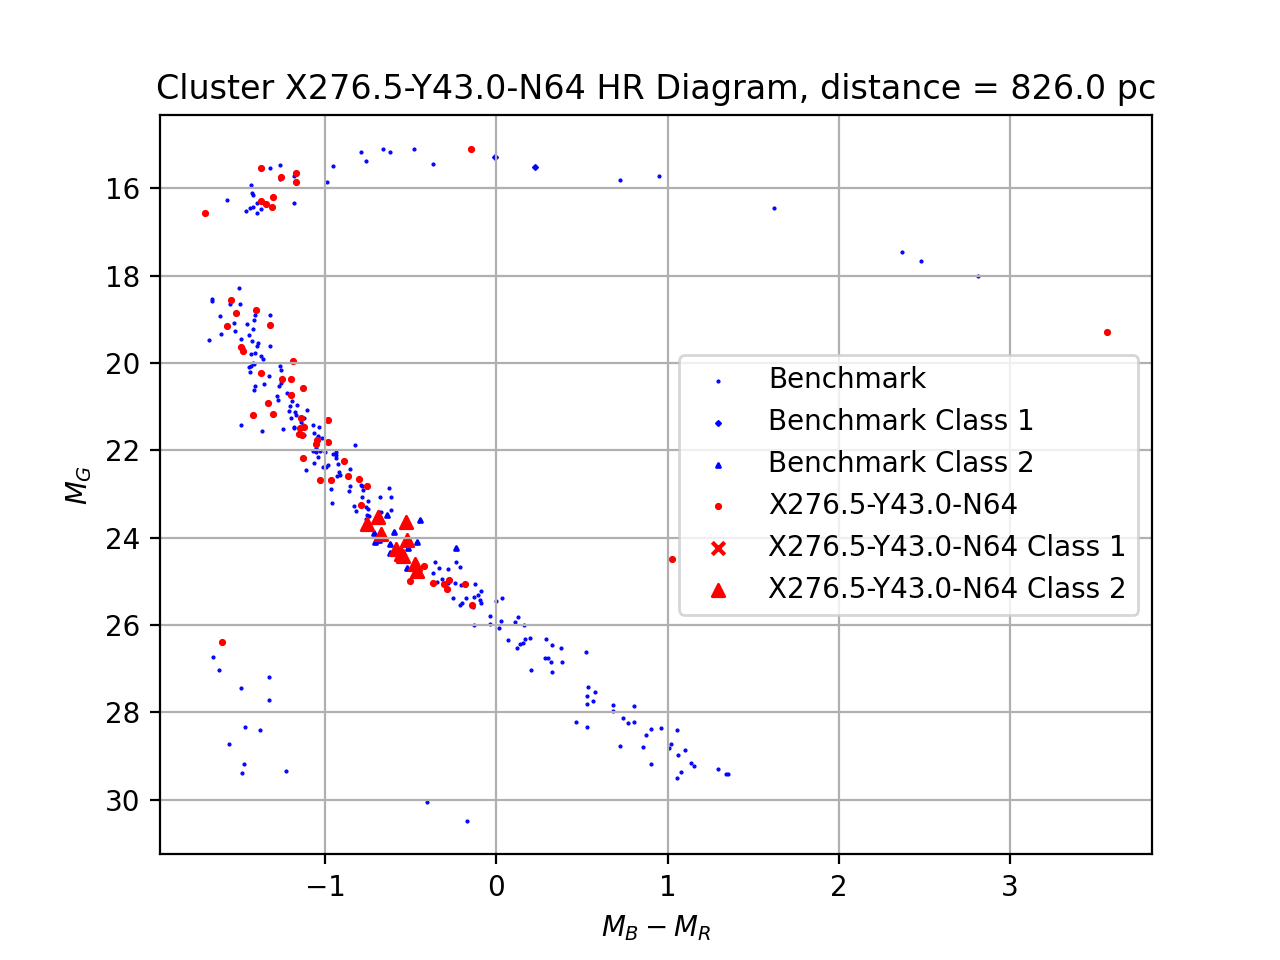 Cluster X276.5-Y43.0-N64 HR Diagram, distance = 826.0 pc
16
18
20
22
24
26
28
30
M_G
Benchmark
Benchmark Class 1
Benchmark Class 2
X276.5-Y43.0-N64
X276.5-Y43.0-N64 Class 1
X276.5-Y43.0-N64 Class 2
−1 0 1 2 3
M_B − M_R